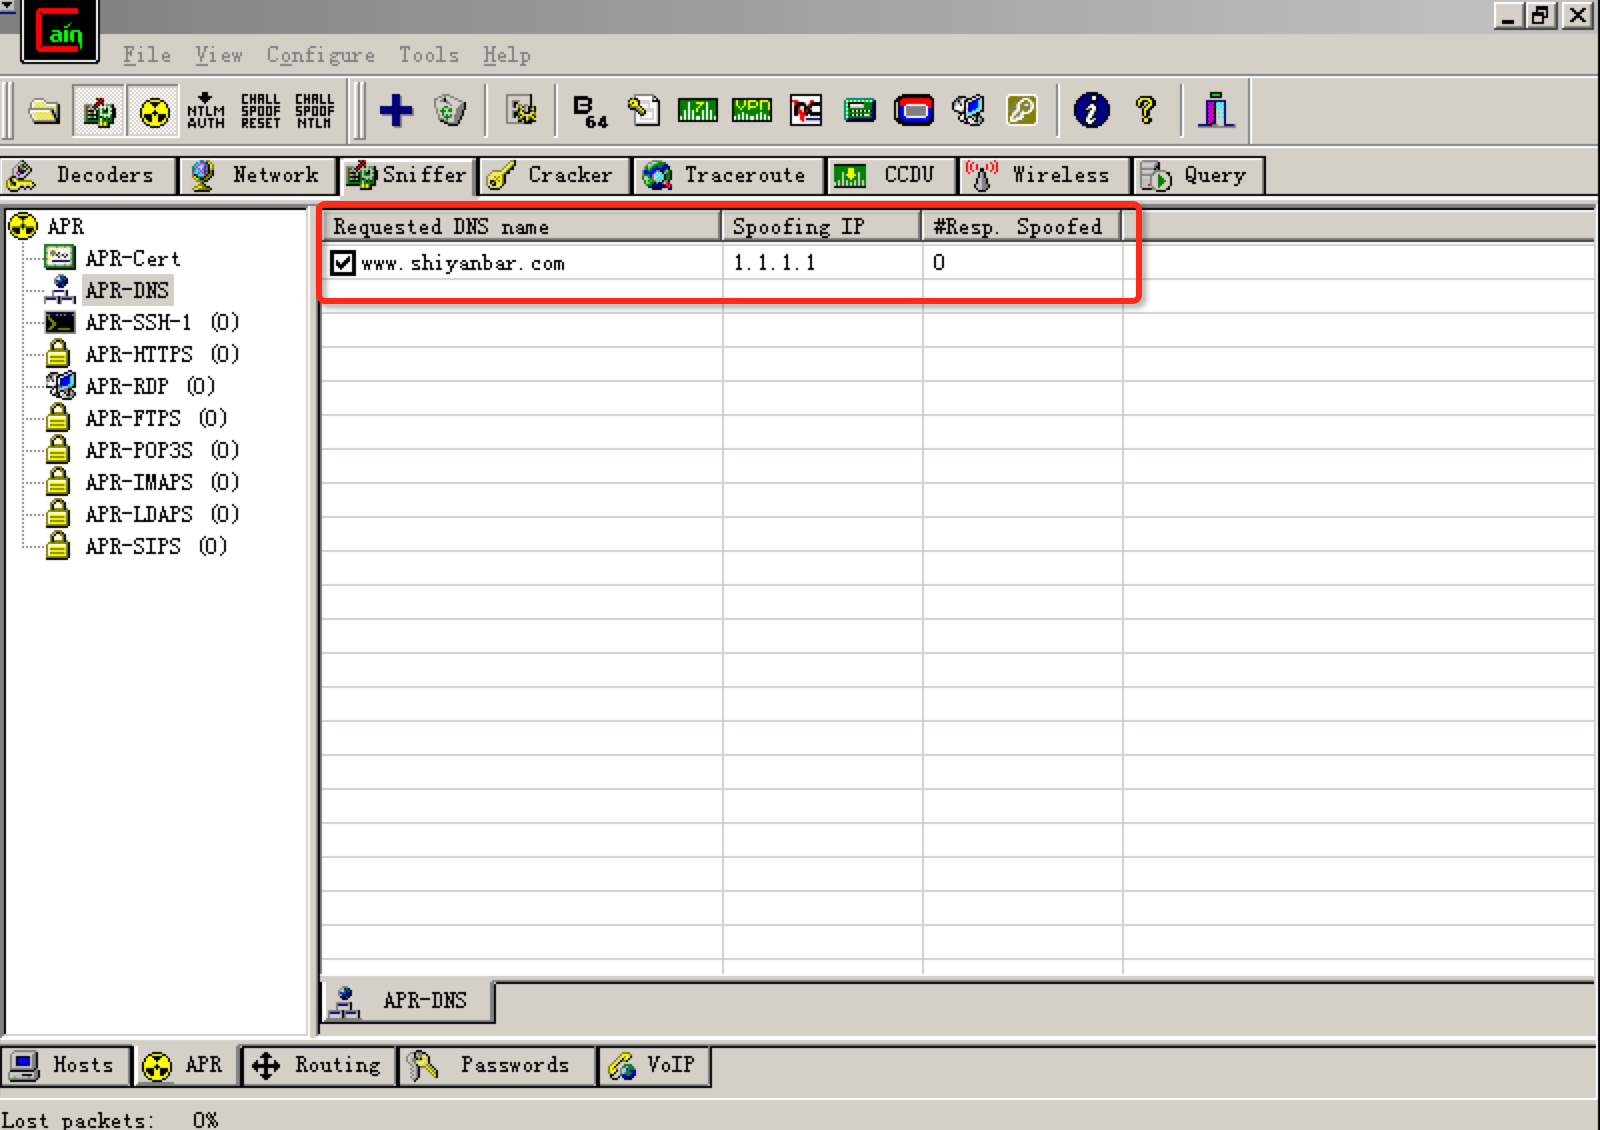 Cain
File View Configure Tools Help
NTLM AUTH CHALL SPOOF RESET CHALL SPOOF NTLM B 64 VPN
Decoders Network Sniffer Cracker Traceroute CCDU Wireless Query
APR
APR-Cert
APR-DNS
APR-SSH-1 (0)
APR-HTTPS (0)
APR-RDP (0)
APR-FTPS (0)
APR-POP3S (0)
APR-IMAPS (0)
APR-LDAPS (0)
APR-SIPS (0)
Requested DNS name Spoofing IP #Resp. Spoofed
www.shiyanbar.com 1.1.1.1 0
APR-DNS
Hosts APR Routing Passwords VoIP
Lost packets: 0%